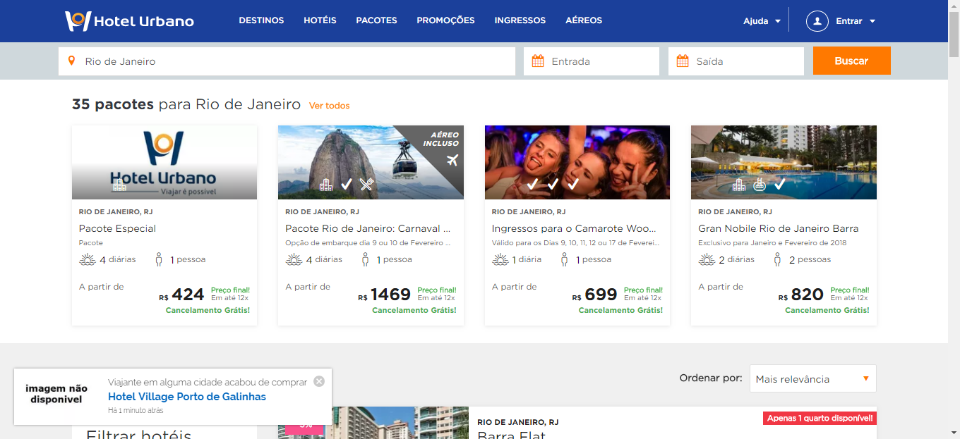 Hotel Urbano DESTINOS HOTÉIS PACOTES PROMOÇÕES INGRESSOS AÉREOS Ajuda Entrar
Rio de Janeiro Entrada Saída Buscar
35 pacotes para Rio de Janeiro Ver todos
Hotel Urbano
Viajar é possível
RIO DE JANEIRO, RJ
Pacote Especial
Pacote
4 diárias 1 pessoa
A partir de
R$ 424 Preço final!
Em até 12x
Cancelamento Grátis!
AÉREO
INCLUSO
RIO DE JANEIRO, RJ
Pacote Rio de Janeiro: Carnaval ...
Opção de embarque dia 9 ou 10 de Fevereiro ...
4 diárias 1 pessoa
A partir de
R$ 1469 Preço final!
Em até 12x
Cancelamento Grátis!
RIO DE JANEIRO, RJ
Ingressos para o Camarote Woo...
Válido para os Dias 9, 10, 11, 12 ou 17 de Feverei...
1 diária 1 pessoa
A partir de
R$ 699 Preço final!
Em até 12x
Cancelamento Grátis!
RIO DE JANEIRO, RJ
Gran Nobile Rio de Janeiro Barra
Exclusivo para Janeiro e Fevereiro de 2018
2 diárias 2 pessoas
A partir de
R$ 820 Preço final!
Em até 12x
Cancelamento Grátis!
Ordenar por: Mais relevância
imagem não
disponivel
Viajante em alguma cidade acabou de comprar
Hotel Village Porto de Galinhas
Há 1 minuto atrás
Filtrar hotéis
RIO DE JANEIRO, RJ
Barra Flat
Apenas 1 quarto disponível!